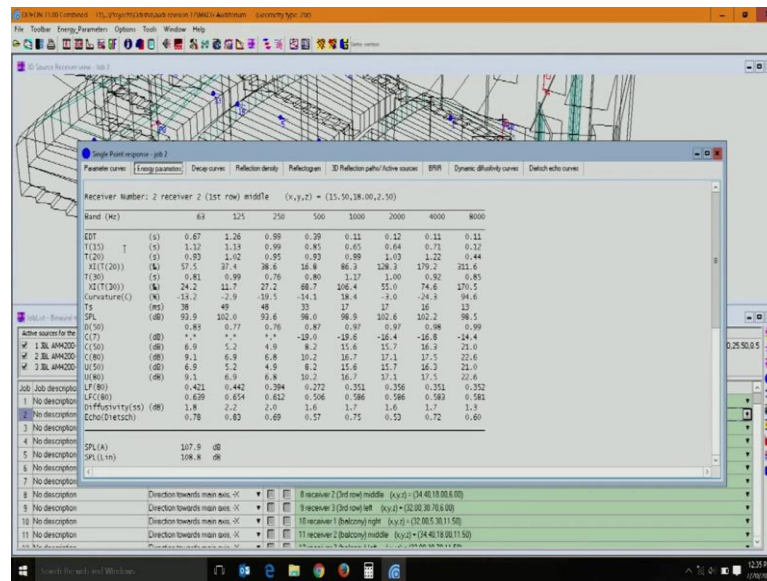 File Toolbar Energy_Parameters Options Tools Window Help
3D Source Receiver view - Job 2
Single Point response - job 2
Parameter curves Energy parameters Decay curves Reflection density Reflectogram 3D Reflection paths/Active sources BRIR Dynamic diffusivity curves Dietsch echo curves
Receiver Number: 2 receiver 2 (1st row) middle (x,y,z) = (15.50,18.00,2.50)
Band (Hz) 63 125 250 500 1000 2000 4000 8000
EDT (s) 0.67 1.26 0.99 0.39 0.11 0.12 0.11 0.11
T(15) (s) 1.12 1.13 0.99 0.85 0.65 0.64 0.71 0.12
T(20) (s) 0.93 1.02 0.95 0.93 0.99 1.03 1.22 0.44
XI(T(20)) (‰) 57.5 37.4 38.6 16.8 86.3 128.3 179.2 311.6
T(30) (s) 0.81 0.99 0.76 0.80 1.17 1.00 0.92 0.85
XI(T(30)) (‰) 24.2 11.7 27.2 68.7 106.4 55.0 74.6 170.5
Curvature(C) (%) -13.2 -2.9 -19.5 -14.1 18.4 -3.0 -24.3 94.6
Ts (ms) 38 49 48 33 17 17 16 13
SPL (dB) 93.9 102.0 93.6 98.0 98.9 102.6 102.2 98.5
D(50) 0.83 0.77 0.76 0.87 0.97 0.97 0.98 0.99
C(7) (dB) *.* *.* *.* -19.0 -19.6 -16.4 -16.8 -14.4
C(50) (dB) 6.9 5.2 4.9 8.2 15.6 15.7 16.3 21.0
C(80) (dB) 9.1 6.9 6.8 10.2 16.7 17.1 17.5 22.6
U(50) (dB) 6.9 5.2 4.9 8.2 15.6 15.7 16.3 21.0
U(80) (dB) 9.1 6.9 6.8 10.2 16.7 17.1 17.5 22.6
LF(80) 0.421 0.442 0.394 0.272 0.351 0.356 0.351 0.352
LFC(80) 0.639 0.654 0.612 0.506 0.586 0.586 0.583 0.581
Diffusivity(ss) (dB) 1.8 2.2 2.0 1.6 1.7 1.6 1.7 1.3
Echo(Dietsch) 0.78 0.83 0.69 0.57 0.75 0.53 0.72 0.60
SPL(A) 107.9 dB
SPL(Lin) 108.8 dB
Active sources for the
1 JBL AM4200-
2 JBL AM4200-
3 JBL AM4200-
Job Job descriptio
1 No description
2 No description
3 No description
4 No description
5 No description
6 No description
7 No description
8 No description Direction towards main axis, -X 8 receiver 2 (3rd row) middle (x,y,z) = (34.40,18.00,6.00)
9 No description Direction towards main axis, -X 9 receiver 3 (3rd row) left (x,y,z) = (32.00,30.70,6.00)
10 No description Direction towards main axis, -X 10 receiver 1 (balcony) right (x,y,z) = (32.00,5.30,11.50)
11 No description Direction towards main axis, -X 11 receiver 2 (balcony) middle (x,y,z) = (34.40,18.00,11.50)
Search the web and Windows